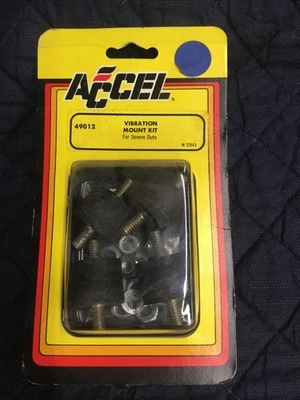 ACCEL
49012
VIBRATION
MOUNT KIT
For Severe Duty